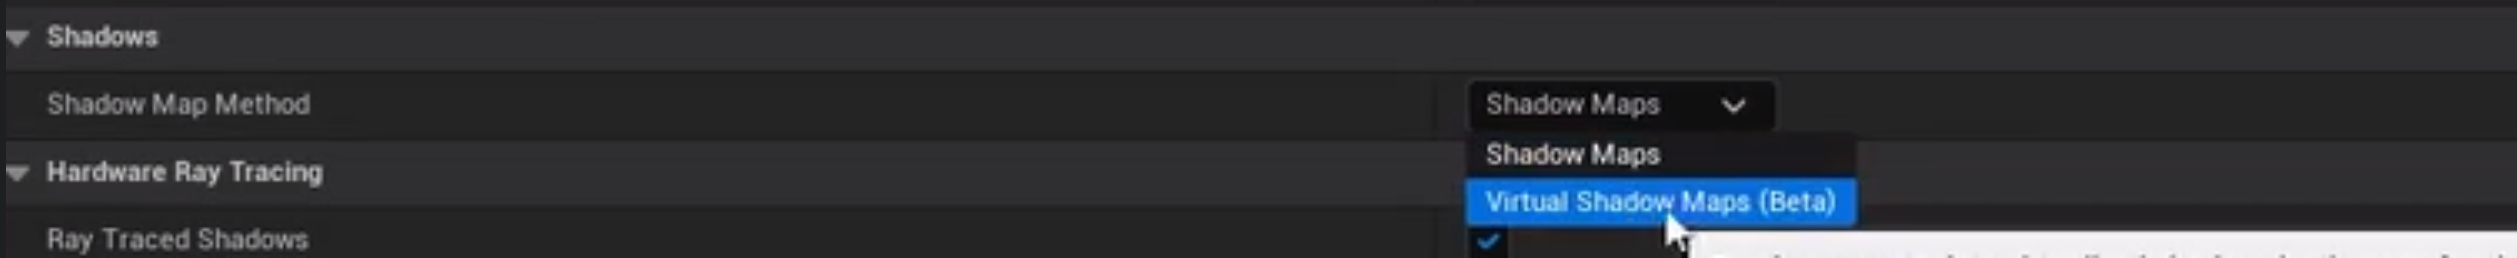 Shadows
Shadow Map Method
Shadow Maps
Shadow Maps
Hardware Ray Tracing
Virtual Shadow Maps (Beta)
Ray Traced Shadows